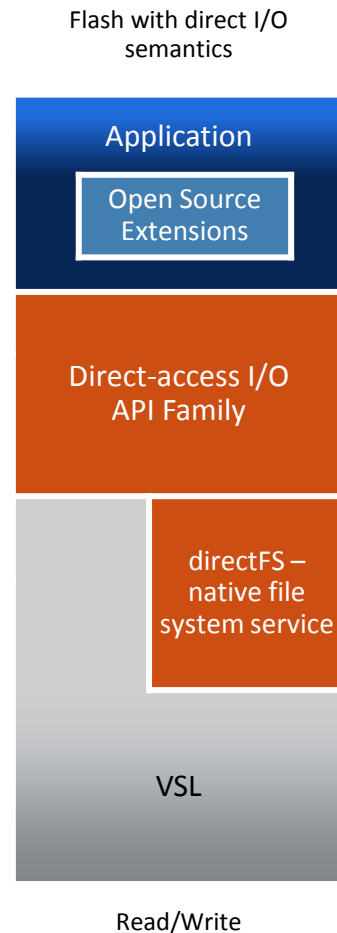 Flash with direct I/O
semantics
Application
Open Source
Extensions
Direct-access I/O
API Family
directFS –
native file
system service
VSL
Read/Write